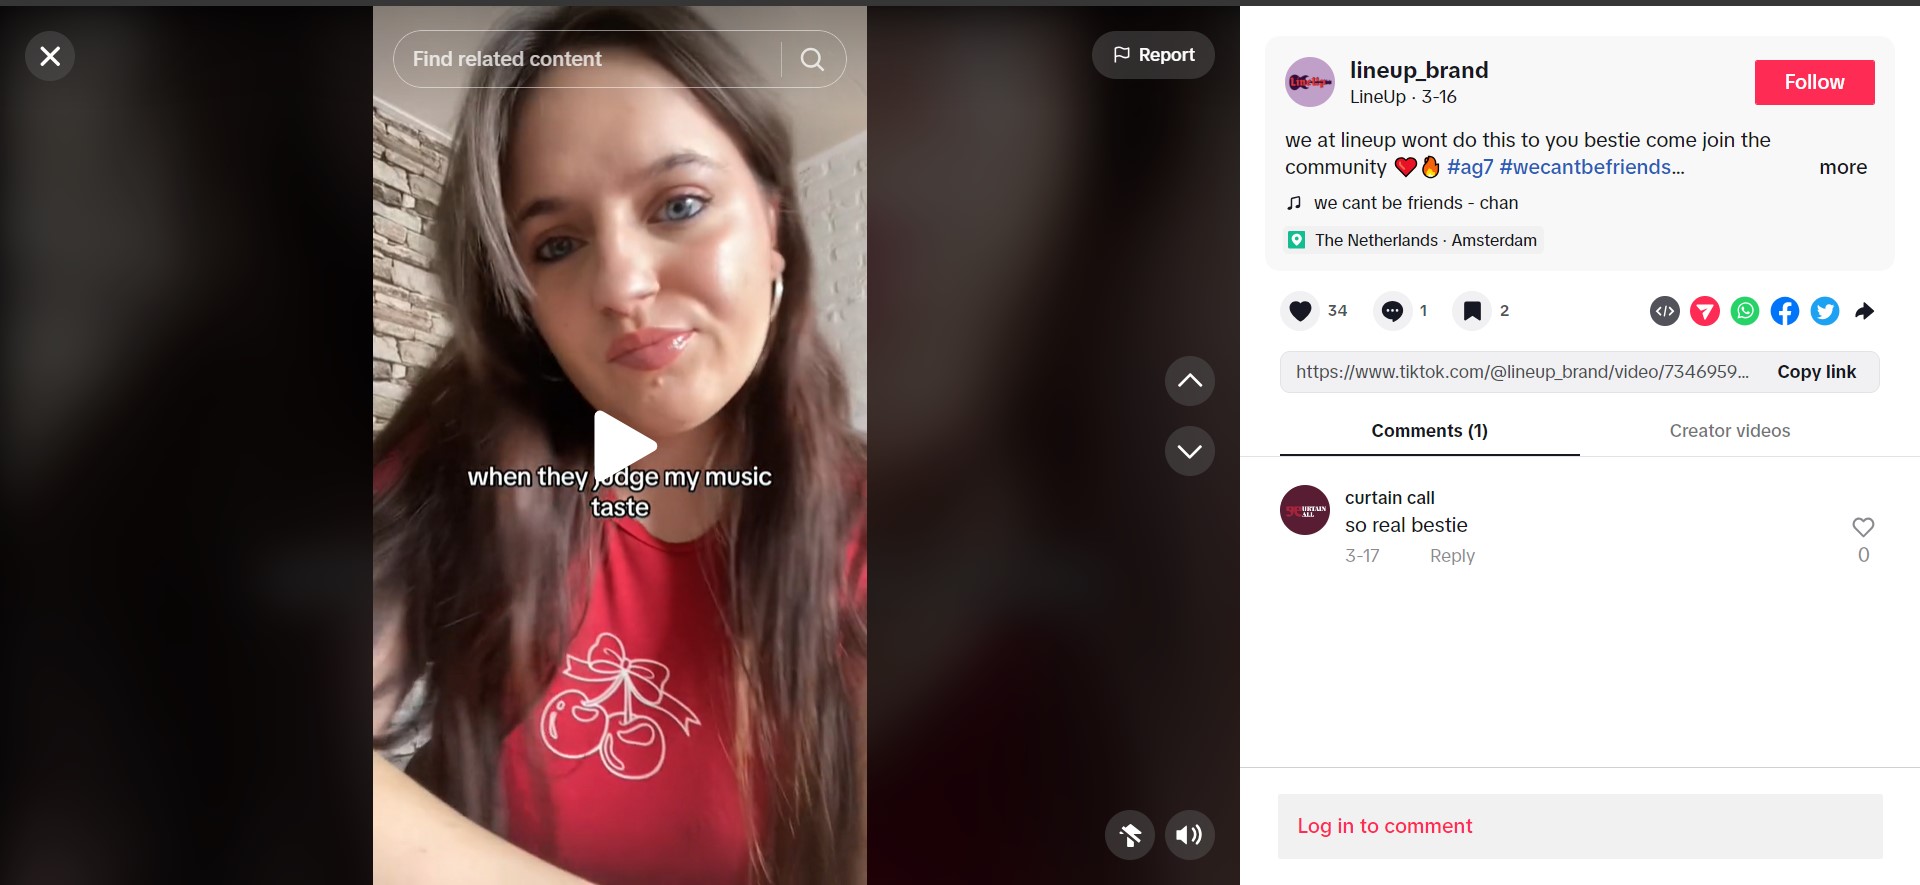 Find related content
Report
when they judge my music
taste
lineup_brand
LineUp · 3-16
Follow
we at lineup wont do this to you bestie come join the
community ❤️🔥 #ag7 #wecantbefriends...
more
we cant be friends - chan
The Netherlands · Amsterdam
34
1
2
https://www.tiktok.com/@lineup_brand/video/7346959...
Copy link
Comments (1)
Creator videos
curtain call
so real bestie
3-17
Reply
0
Log in to comment